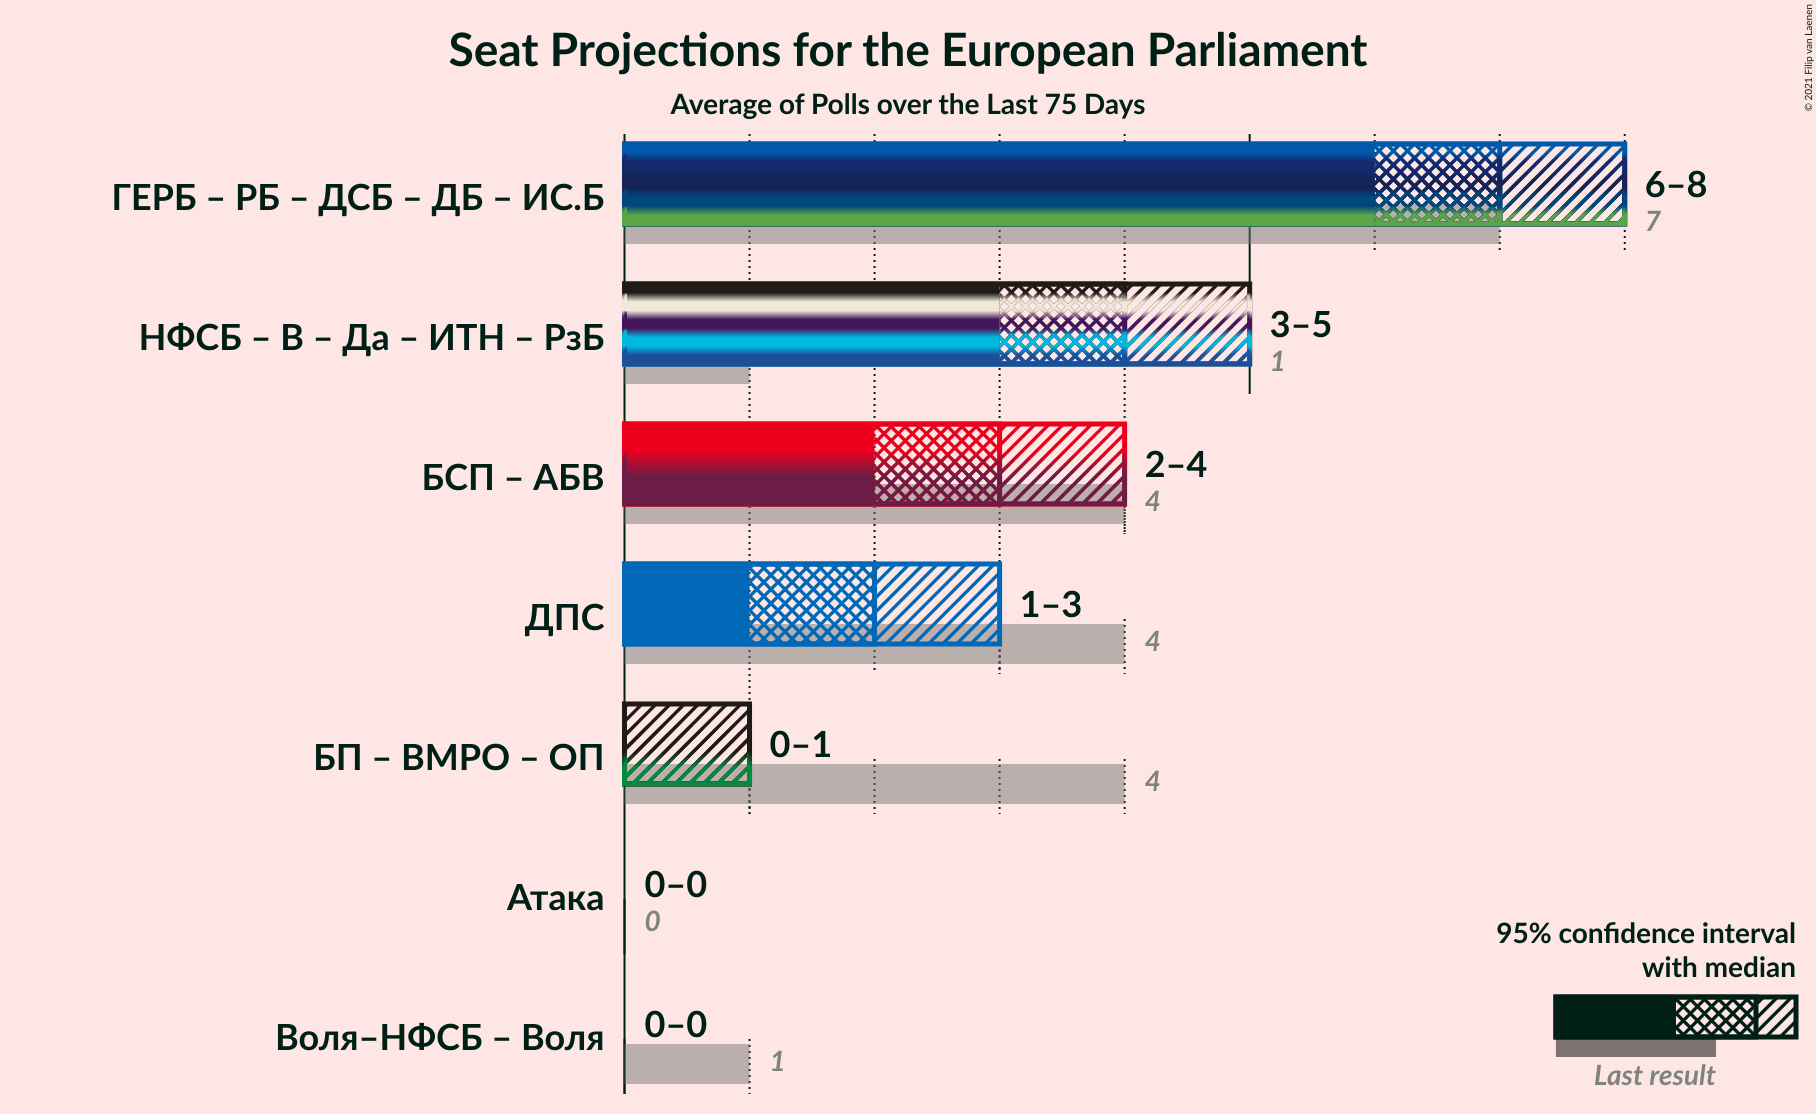 Seat Projections for the European Parliament
Average of Polls over the Last 75 Days
© 2021 Filip van Laenen
ГЕРБ – РБ – ДСБ – ДБ – ИС.Б
6–8
7
НФСБ – В – Да – ИТН – РзБ
3–5
1
БСП – АБВ
2–4
4
ДПС
1–3
4
БП – ВМРО – ОП
0–1
4
Атака
0–0
0
Воля–НФСБ – Воля
0–0
1
95% confidence interval
with median
Last result